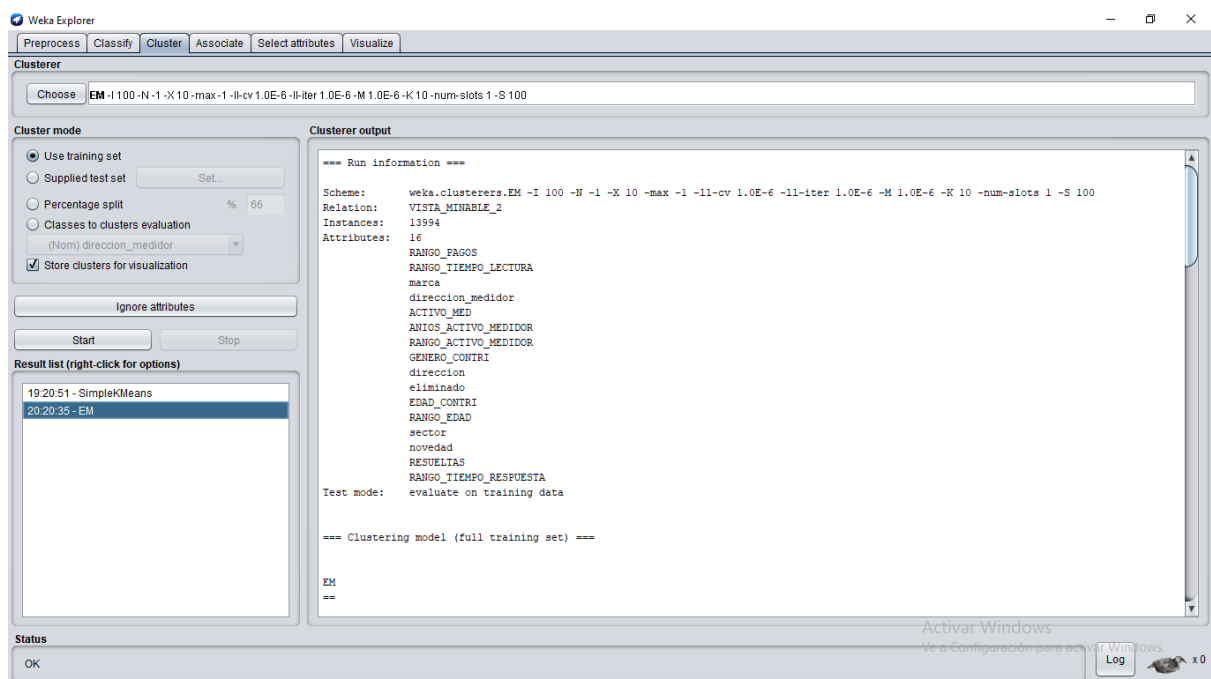 Weka Explorer
Preprocess Classify Cluster Associate Select attributes Visualize
Clusterer
Choose EM -I 100 -N -1 -X 10 -max -1 -ll-cv 1.0E-6 -ll-iter 1.0E-6 -M 1.0E-6 -K 10 -num-slots 1 -S 100
Cluster mode
Use training set
Supplied test set Set...
Percentage split % 66
Classes to clusters evaluation
(Nom) direccion_medidor
Store clusters for visualization
Ignore attributes
Start Stop
Result list (right-click for options)
19:20:51 - SimpleKMeans
20:20:35 - EM
Clusterer output
=== Run information ===
Scheme: weka.clusterers.EM -I 100 -N -1 -X 10 -max -1 -ll-cv 1.0E-6 -ll-iter 1.0E-6 -M 1.0E-6 -K 10 -num-slots 1 -S 100
Relation: VISTA_MINABLE_2
Instances: 13994
Attributes: 16
RANGO_PAGOS
RANGO_TIEMPO_LECTURA
marca
direccion_medidor
ACTIVO_MED
ANIOS_ACTIVO_MEDIDOR
RANGO_ACTIVO_MEDIDOR
GENERO_CONTRI
direccion
eliminado
EDAD_CONTRI
RANGO_EDAD
sector
novedad
RESUELTAS
RANGO_TIEMPO_RESPUESTA
Test mode: evaluate on training data
=== Clustering model (full training set) ===
EM
==
Activar Windows
Ve a Configuración para activar Windows.
Status
OK
Log
x 0